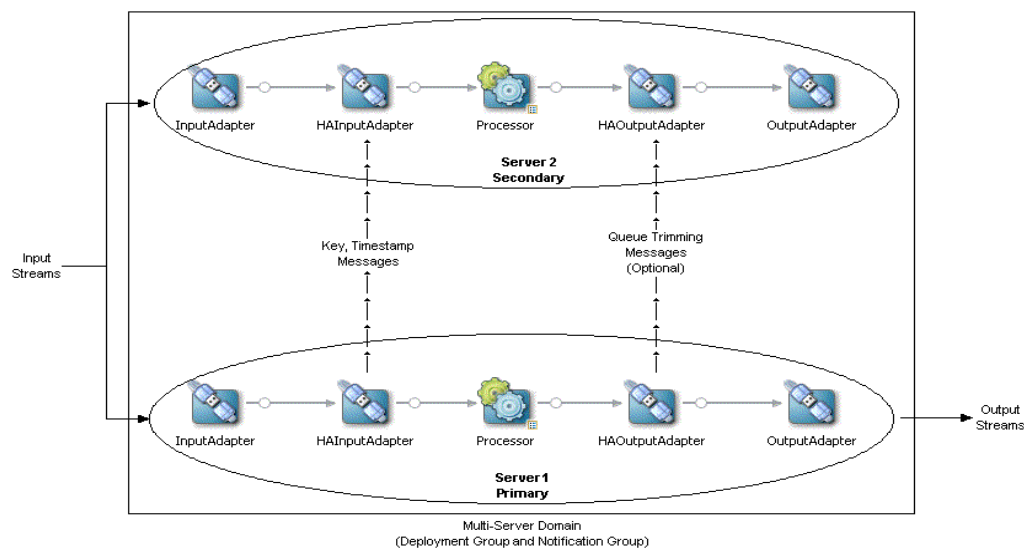 InputAdapter
HAInputAdapter
Processor
HAOutputAdapter
OutputAdapter
Server 2
Secondary
Key, Timestamp
Messages
Queue Trimming
Messages
(Optional)
Input
Streams
InputAdapter
HAInputAdapter
Processor
HAOutputAdapter
OutputAdapter
Server 1
Primary
Output
Streams
Multi-Server Domain
(Deployment Group and Notification Group)